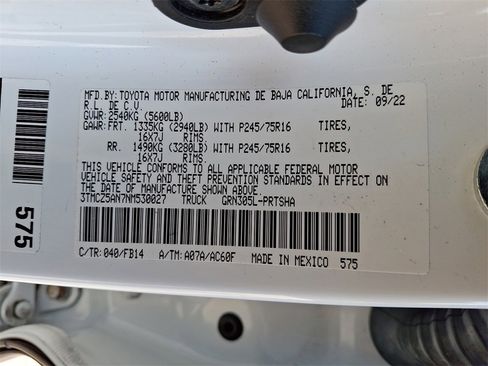 MFD.BY:TOYOTA MOTOR MANUFACTURING DE BAJA CALIFORNIA, S. DE
R.L. DE C.V. DATE: 09/22
GVWR:2540KG (5600LB)
GAWR:FRT. 1335KG (2940LB) WITH P245/75R16 TIRES,
16X7J RIMS.
RR. 1490KG (3280LB) WITH P245/75R16 TIRES,
16X7J RIMS.
THIS VEHICLE CONFORMS TO ALL APPLICABLE FEDERAL MOTOR
VEHICLE SAFETY AND THEFT PREVENTION STANDARDS IN EFFECT ON
THE DATE OF MANUFACTURE SHOWN ABOVE.
3TMC25AN7NM530027 TRUCK GRN305L-PRTSHA
C/TR:040/FB14 A/TM:A07A/AC60F MADE IN MEXICO 575
575